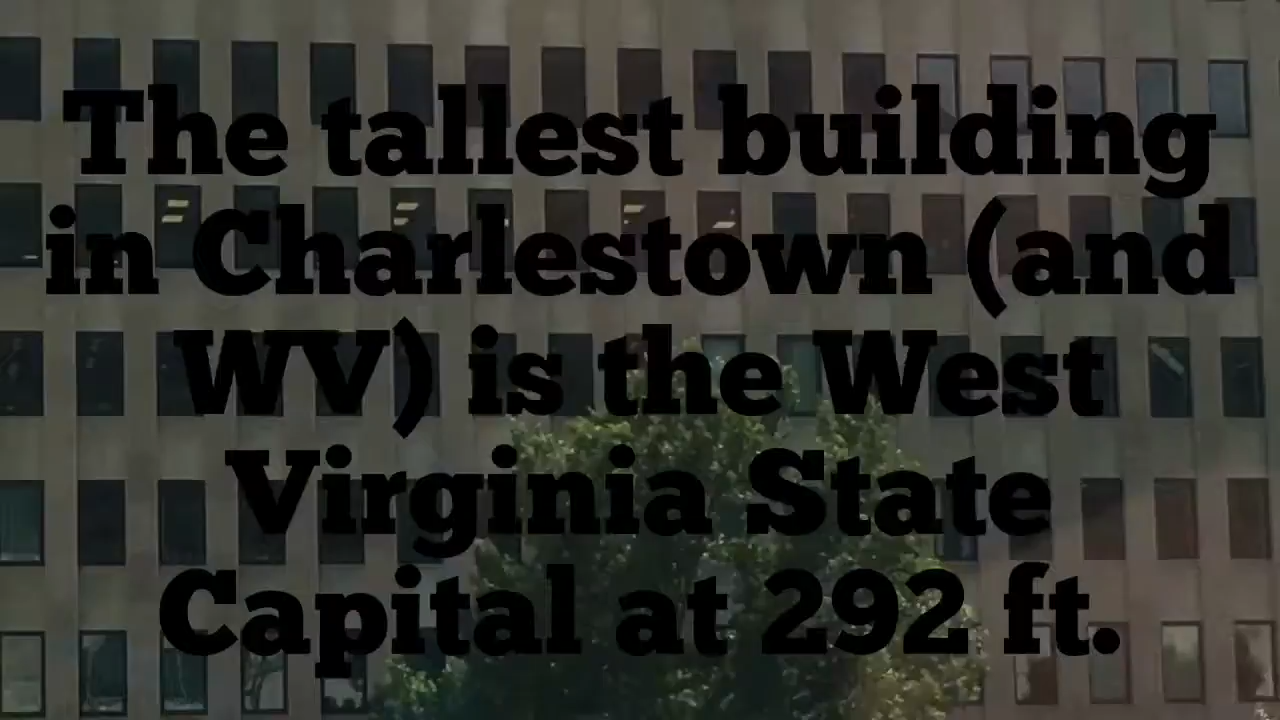 The tallest building
in Charlestown (and
WV) is the West
Virginia State
Capital at 292 ft.